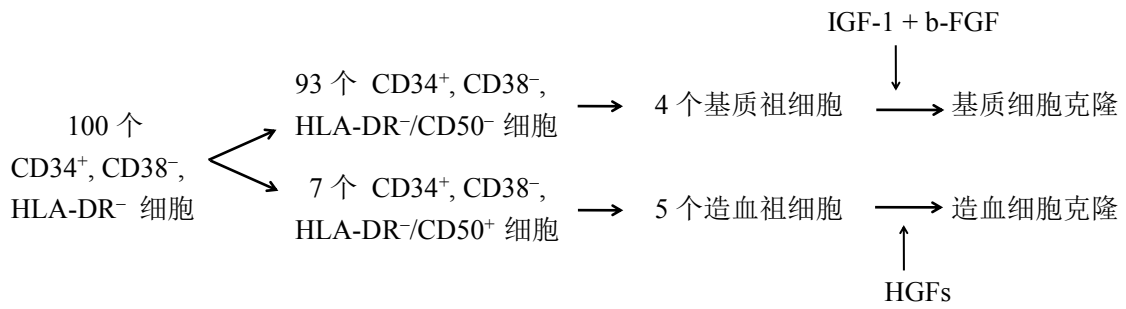 IGF-1 + b-FGF
100 个
CD34⁺, CD38⁻,
HLA-DR⁻ 细胞
93 个 CD34⁺, CD38⁻,
HLA-DR⁻/CD50⁻ 细胞
4 个基质祖细胞
基质细胞克隆
7 个 CD34⁺, CD38⁻,
HLA-DR⁻/CD50⁺ 细胞
5 个造血祖细胞
造血细胞克隆
HGFs